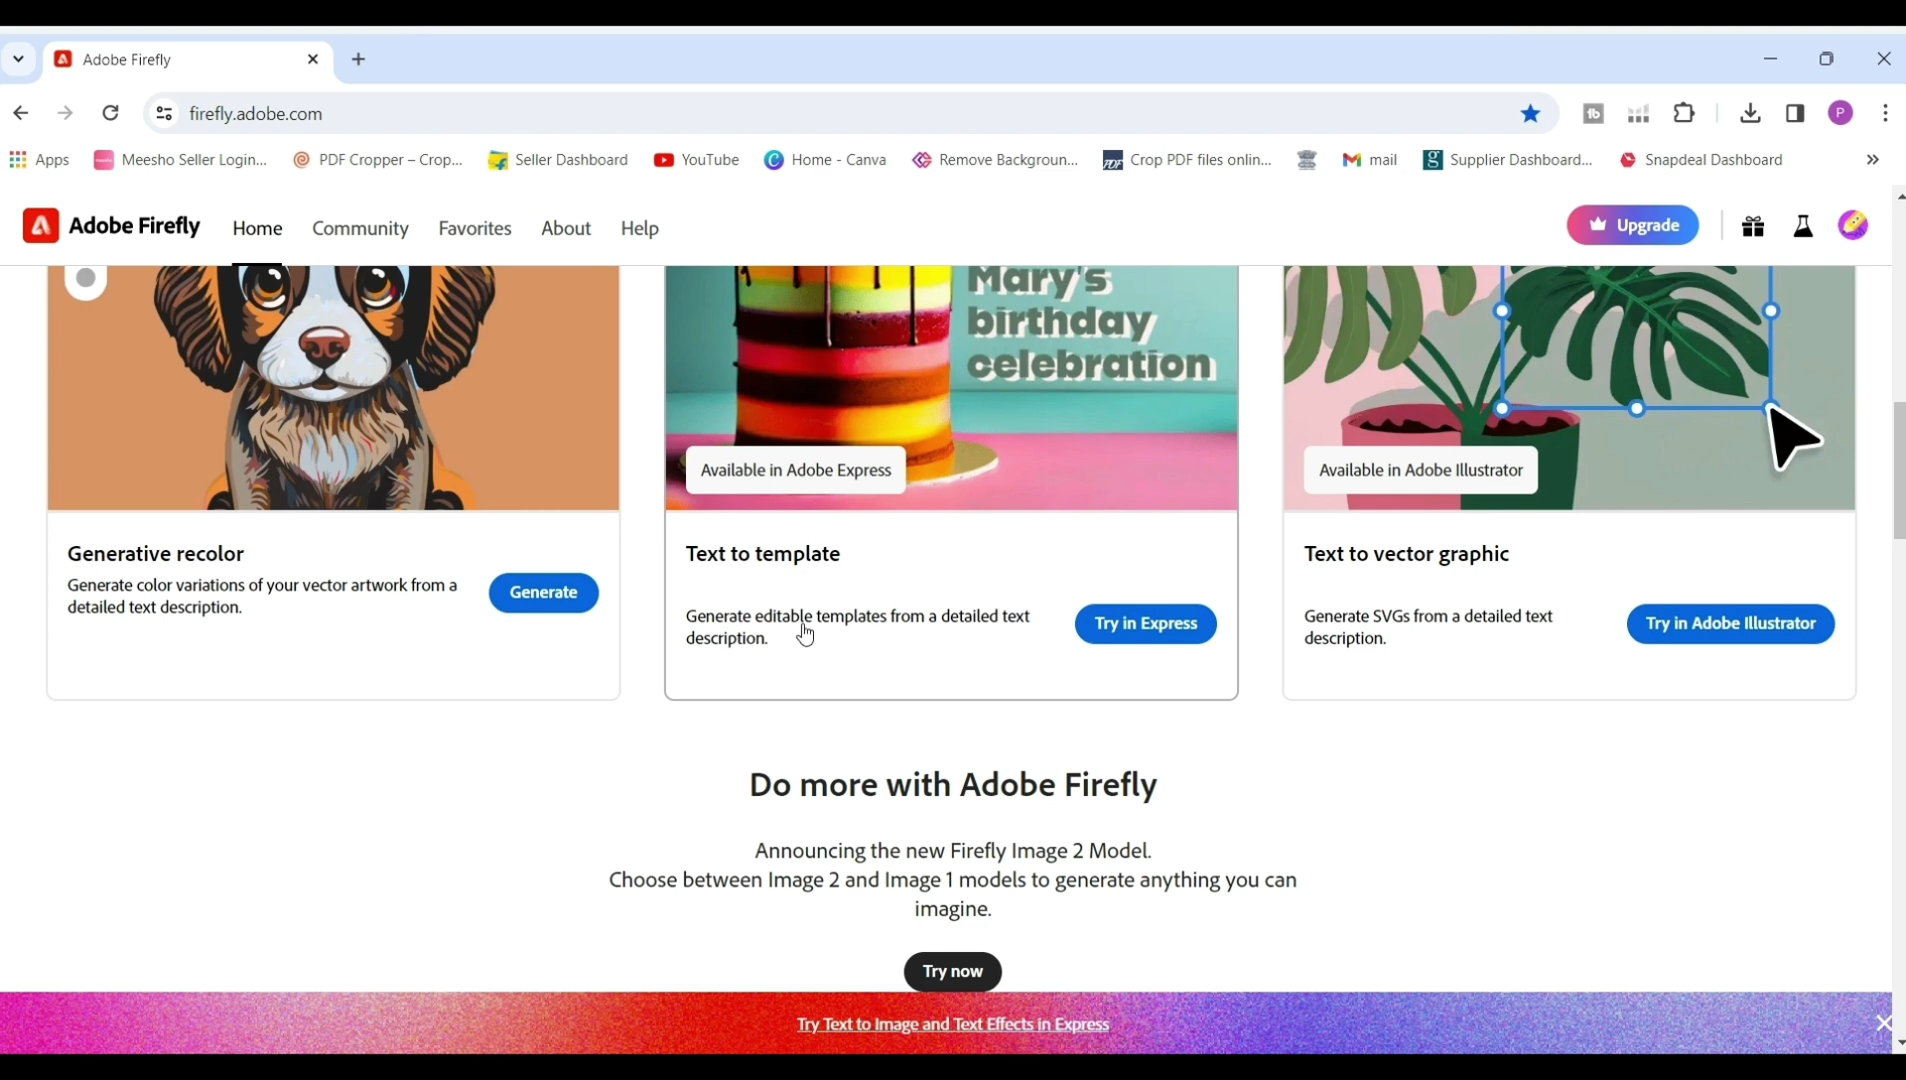 Adobe Firefly
firefly.adobe.com
P
Apps
Meesho Seller Login...
PDF Cropper – Crop...
Seller Dashboard
YouTube
Home - Canva
Remove Backgroun...
Crop PDF files onlin...
mail
Supplier Dashboard...
Snapdeal Dashboard
Adobe Firefly
Home
Community
Favorites
About
Help
Upgrade
Mary's
birthday
celebration
Available in Adobe Express
Available in Adobe Illustrator
Generative recolor
Generate color variations of your vector artwork from a
detailed text description.
Generate
Text to template
Generate editable templates from a detailed text
description.
Try in Express
Text to vector graphic
Generate SVGs from a detailed text
description.
Try in Adobe Illustrator
Do more with Adobe Firefly
Announcing the new Firefly Image 2 Model.
Choose between Image 2 and Image 1 models to generate anything you can
imagine.
Try now
Try Text to Image and Text Effects in Express